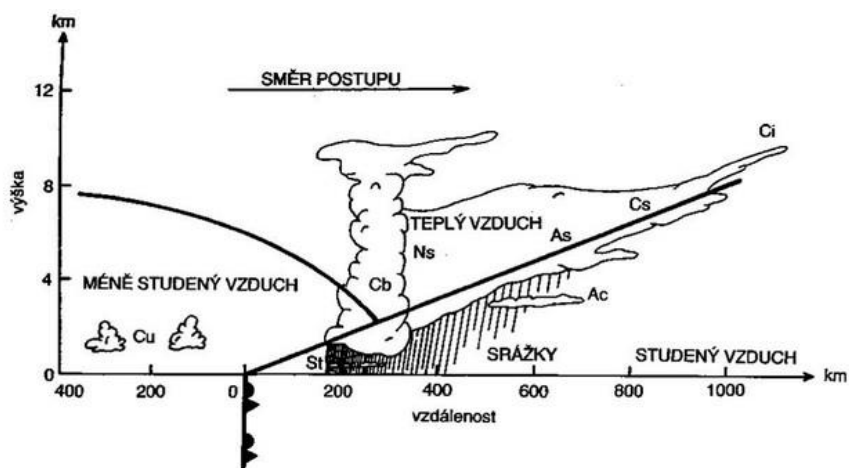 km
12
8
4
0
výška
SMĚR POSTUPU
Ci
TEPLÝ VZDUCH
Cs
As
Ns
Cb
MÉNĚ STUDENÝ VZDUCH
Ac
Cu
St
SRÁŽKY
STUDENÝ VZDUCH
400 200 0 200 400 600 800 1000 km
vzdálenost